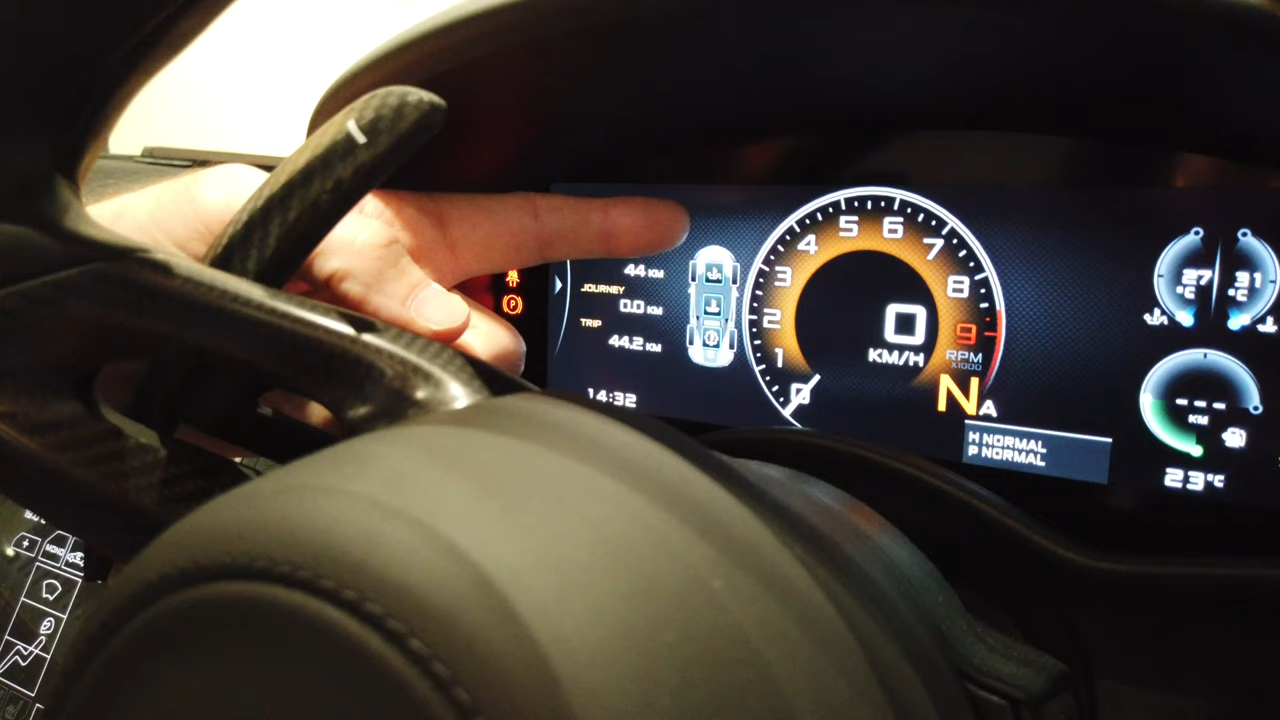 44 KM
JOURNEY
0.0 KM
TRIP
44.2 KM
14:32
0
1
2
3
4
5
6
7
8
9
RPM
X1000
0
KM/H
N A
H NORMAL
P NORMAL
27 °C
31 °C
--- 
KM
23°C
P
+
MONO